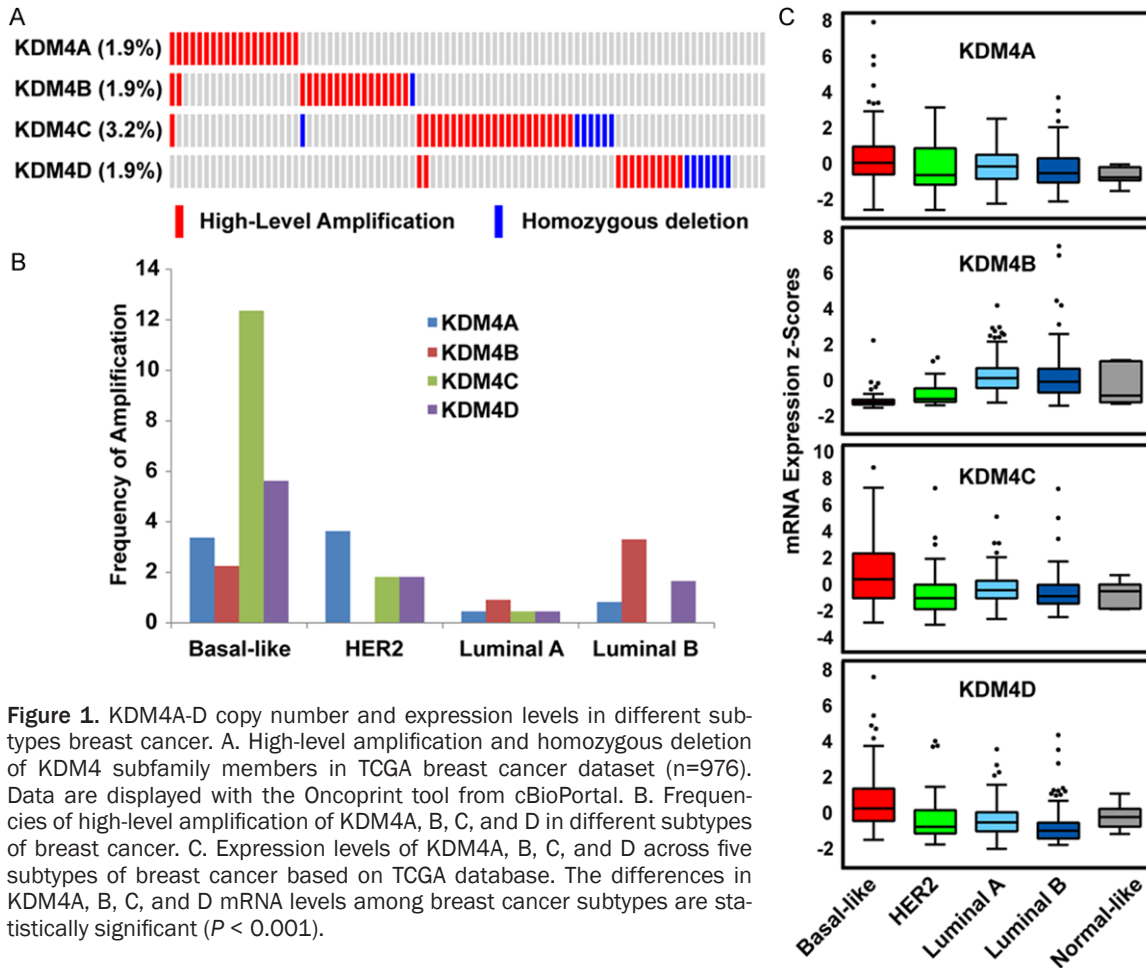 A
KDM4A (1.9%)
KDM4B (1.9%)
KDM4C (3.2%)
KDM4D (1.9%)
High-Level Amplification
Homozygous deletion
B
Frequency of Amplification
14
12
10
8
6
4
2
0
KDM4A
KDM4B
KDM4C
KDM4D
Basal-like
HER2
Luminal A
Luminal B
C
mRNA Expression z-Scores
KDM4A
8
6
4
2
0
-2
KDM4B
8
6
4
2
0
-2
KDM4C
10
8
6
4
2
0
-2
-4
KDM4D
8
6
4
2
0
-2
Basal-like
HER2
Luminal A
Luminal B
Normal-like
Figure 1. KDM4A-D copy number and expression levels in different sub-
types breast cancer. A. High-level amplification and homozygous deletion
of KDM4 subfamily members in TCGA breast cancer dataset (n=976).
Data are displayed with the Oncoprint tool from cBioPortal. B. Frequen-
cies of high-level amplification of KDM4A, B, C, and D in different subtypes
of breast cancer. C. Expression levels of KDM4A, B, C, and D across five
subtypes of breast cancer based on TCGA database. The differences in
KDM4A, B, C, and D mRNA levels among breast cancer subtypes are sta-
tistically significant (P < 0.001).